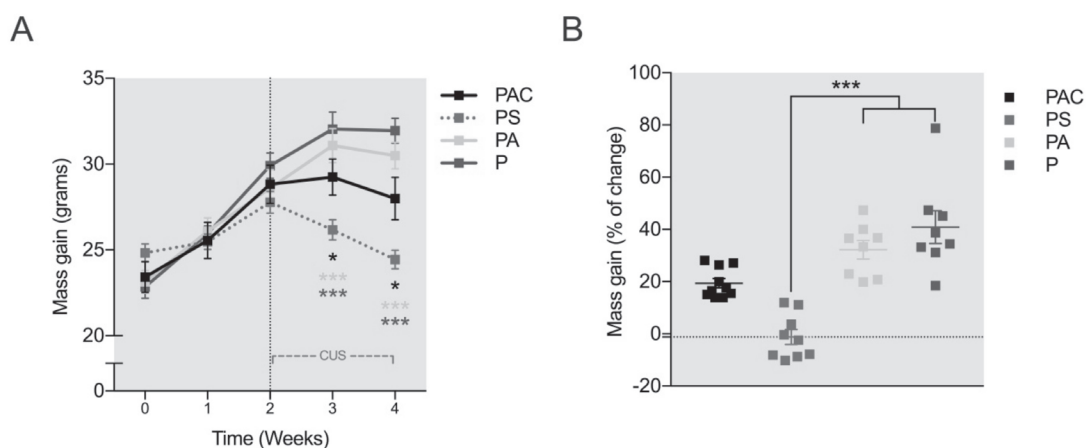 A
Mass gain (grams)
35
30
25
20
0
*
***
***
*
***
***
CUS
0 1 2 3 4
Time (Weeks)
PAC
PS
PA
P
B
Mass gain (% of change)
100
80
60
40
20
0
-20
***
PAC
PS
PA
P